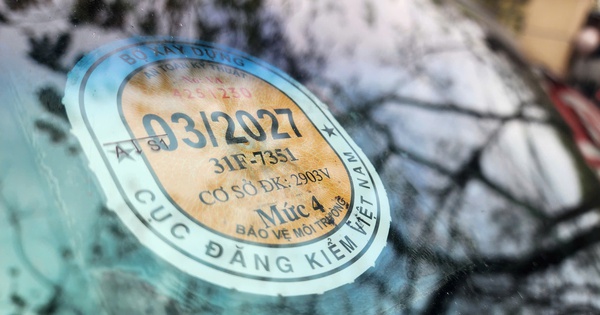 BỘ XÂY DỰNG
4251230
03/2027
31F-7351
CƠ SỞ ĐK: 2903V
Mức 4
BẢO VỆ MÔI TRƯỜNG
CỤC ĐĂNG KIỂM VIỆT NAM